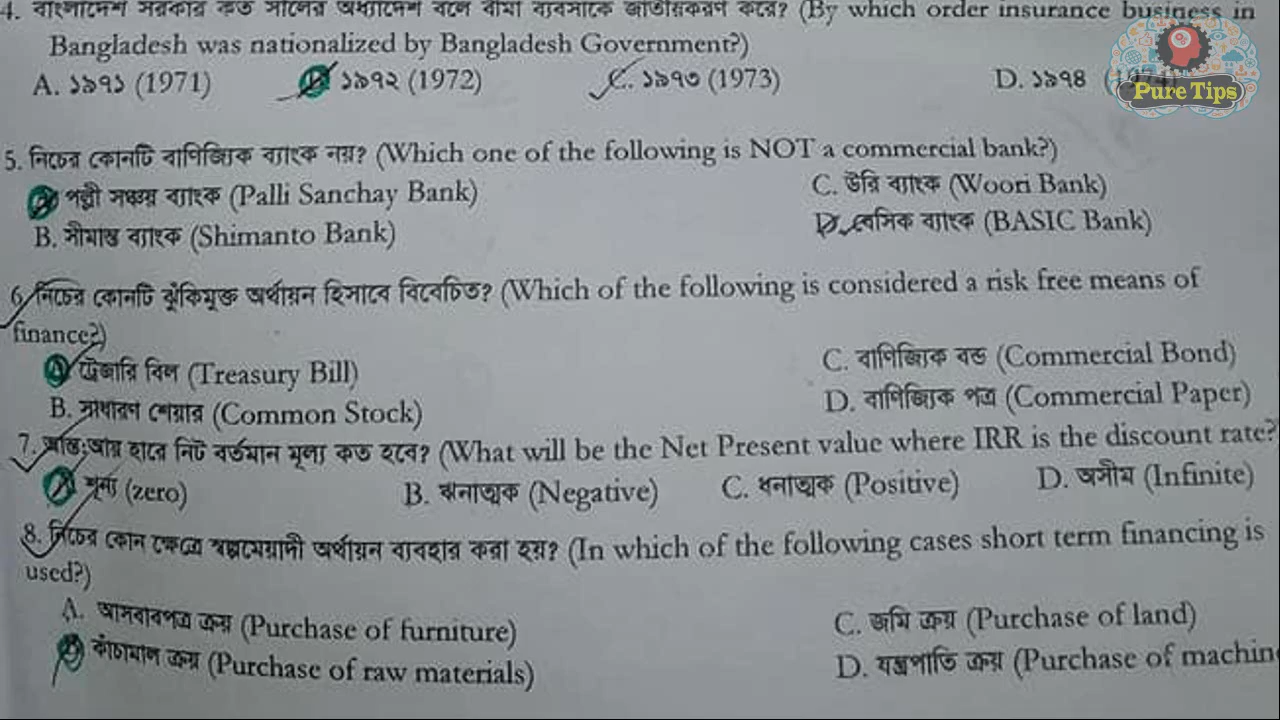 4. বাংলাদেশ সরকার কত সালের অধ্যাদেশ বলে বীমা ব্যবসাকে জাতীয়করণ করে? (By which order insurance business in
Bangladesh was nationalized by Bangladesh Government?)
A. ১৯৭১ (1971) ১৯৭২ (1972) C. ১৯৭৩ (1973) D. ১৯৭৪
Pure Tips
5. নিচের কোনটি বাণিজ্যিক ব্যাংক নয়? (Which one of the following is NOT a commercial bank?)
পল্লী সঞ্চয় ব্যাংক (Palli Sanchay Bank) C. উরি ব্যাংক (Woori Bank)
B. সীমান্ত ব্যাংক (Shimanto Bank) D. বেসিক ব্যাংক (BASIC Bank)
6. নিচের কোনটি ঝুঁকিমুক্ত অর্থায়ন হিসাবে বিবেচিত? (Which of the following is considered a risk free means of
finance?)
A ট্রেজারি বিল (Treasury Bill) C. বাণিজ্যিক বন্ড (Commercial Bond)
B. সাধারণ শেয়ার (Common Stock) D. বাণিজ্যিক পত্র (Commercial Paper)
7. আন্ত:আয় হারে নিট বর্তমান মূল্য কত হবে? (What will be the Net Present value where IRR is the discount rate?
শূন্য (zero) B. ঋনাত্মক (Negative) C. ধনাত্মক (Positive) D. অসীম (Infinite)
8. নিচের কোন ক্ষেত্রে স্বল্পমেয়াদী অর্থায়ন ব্যবহার করা হয়? (In which of the following cases short term financing is
used?)
A. আসবাবপত্র ক্রয় (Purchase of furniture) C. জমি ক্রয় (Purchase of land)
কাঁচামাল ক্রয় (Purchase of raw materials) D. যন্ত্রপাতি ক্রয় (Purchase of machin